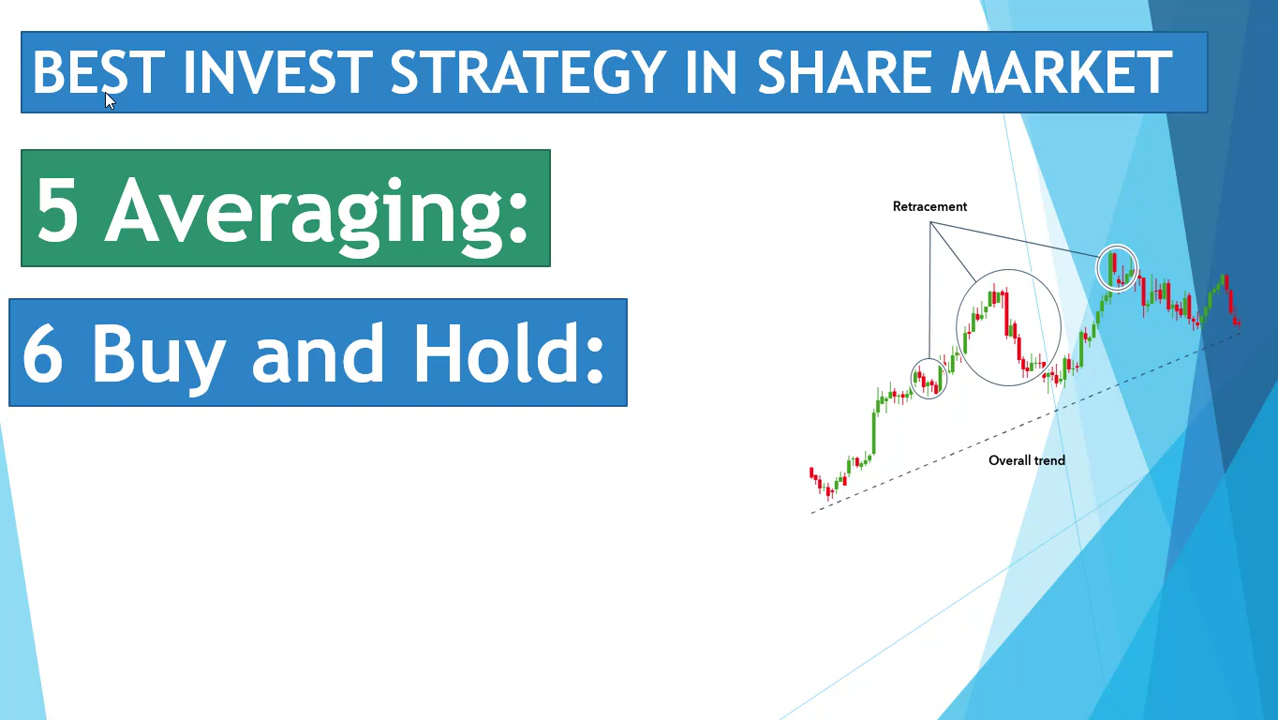 BEST INVEST STRATEGY IN SHARE MARKET
5 Averaging:
6 Buy and Hold:
Retracement
Overall trend